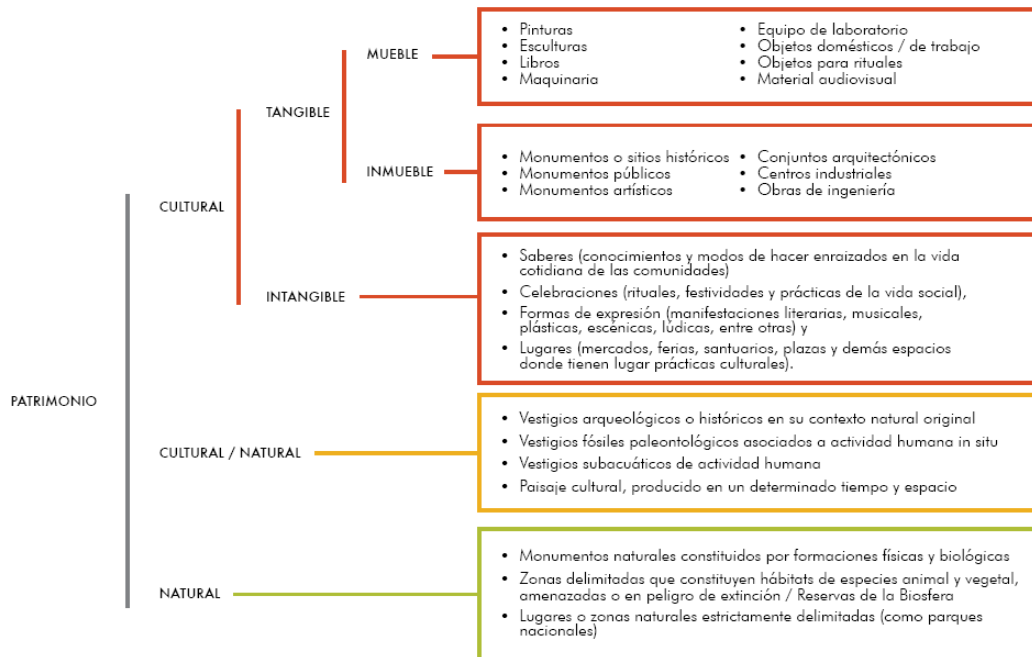 PATRIMONIO
CULTURAL
TANGIBLE
MUEBLE
• Pinturas
• Esculturas
• Libros
• Maquinaria
• Equipo de laboratorio
• Objetos domésticos / de trabajo
• Objetos para rituales
• Material audiovisual
INMUEBLE
• Monumentos o sitios históricos
• Monumentos públicos
• Monumentos artísticos
• Conjuntos arquitectónicos
• Centros industriales
• Obras de ingeniería
INTANGIBLE
• Saberes (conocimientos y modos de hacer enraizados en la vida
cotidiana de las comunidades)
• Celebraciones (rituales, festividades y prácticas de la vida social),
• Formas de expresión (manifestaciones literarias, musicales,
plásticas, escénicas, lúdicas, entre otras) y
• Lugares (mercados, ferias, santuarios, plazas y demás espacios
donde tienen lugar prácticas culturales).
CULTURAL / NATURAL
• Vestigios arqueológicos o históricos en su contexto natural original
• Vestigios fósiles paleontológicos asociados a actividad humana in situ
• Vestigios subacuáticos de actividad humana
• Paisaje cultural, producido en un determinado tiempo y espacio
NATURAL
• Monumentos naturales constituidos por formaciones físicas y biológicas
• Zonas delimitadas que constituyen hábitats de especies animal y vegetal,
amenazadas o en peligro de extinción / Reservas de la Biosfera
• Lugares o zonas naturales estrictamente delimitadas (como parques
nacionales)